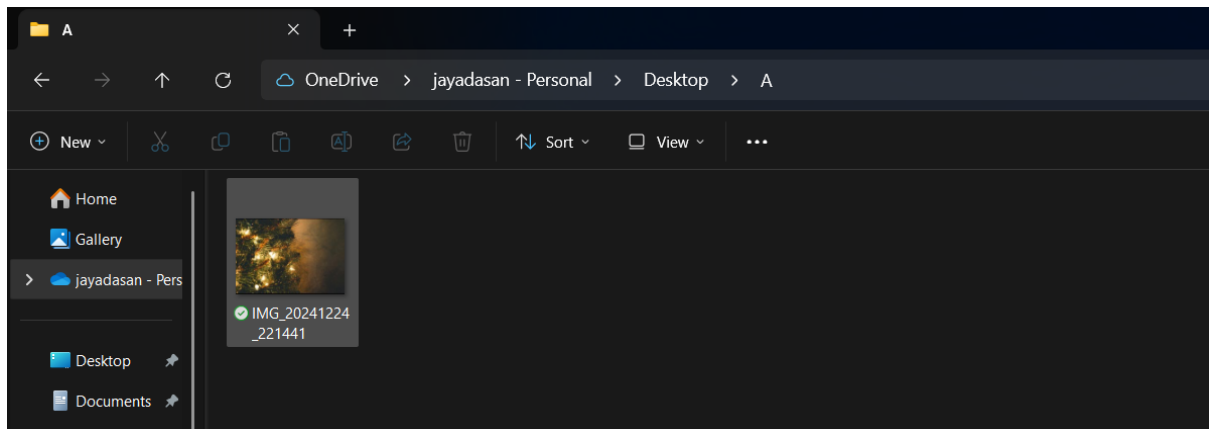 A
OneDrive > jayadasan - Personal > Desktop > A
New Sort View
Home
Gallery
jayadasan - Pers
IMG_20241224
_221441
Desktop
Documents